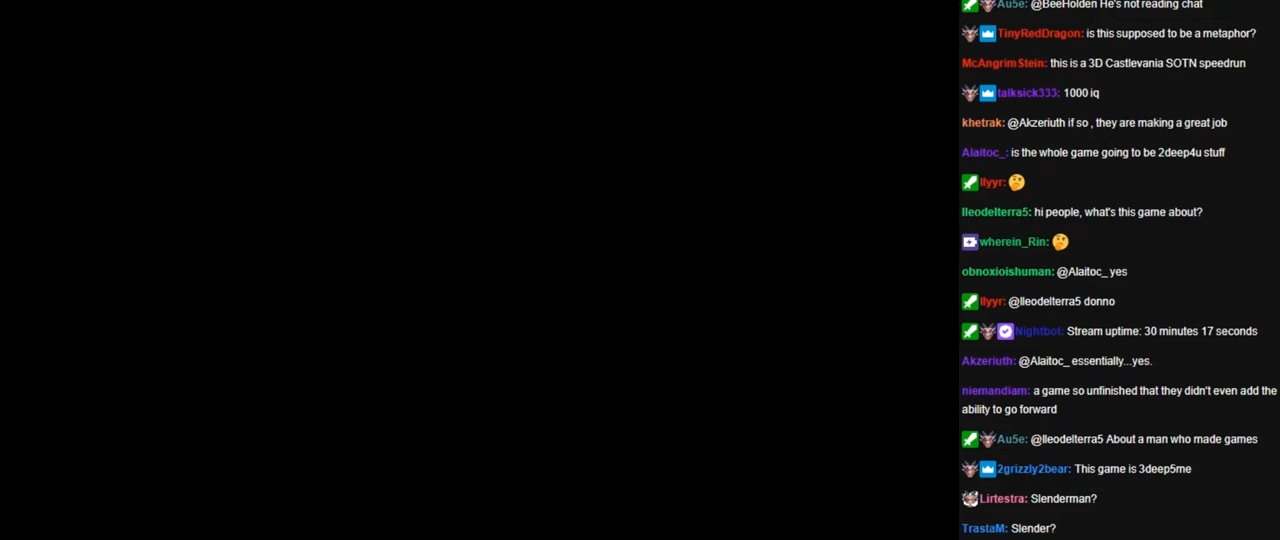 Au5e: @BeeHolden He's not reading chat
TinyRedDragon: is this supposed to be a metaphor?
McAngrimStein: this is a 3D Castlevania SOTN speedrun
talksick333: 1000 iq
khetrak: @Akzeriuth if so , they are making a great job
Alaitoc_: is the whole game going to be 2deep4u stuff
llyyr: 🤔
lleodelterra5: hi people, what's this game about?
wherein_Rin: 🤔
obnoxioishuman: @Alaitoc_ yes
llyyr: @lleodelterra5 donno
Nightbot: Stream uptime: 30 minutes 17 seconds
Akzeriuth: @Alaitoc_ essentially...yes.
niemandiam: a game so unfinished that they didn't even add the
ability to go forward
Au5e: @lleodelterra5 About a man who made games
2grizzly2bear: This game is 3deep5me
Lirtestra: Slenderman?
TrastaM: Slender?